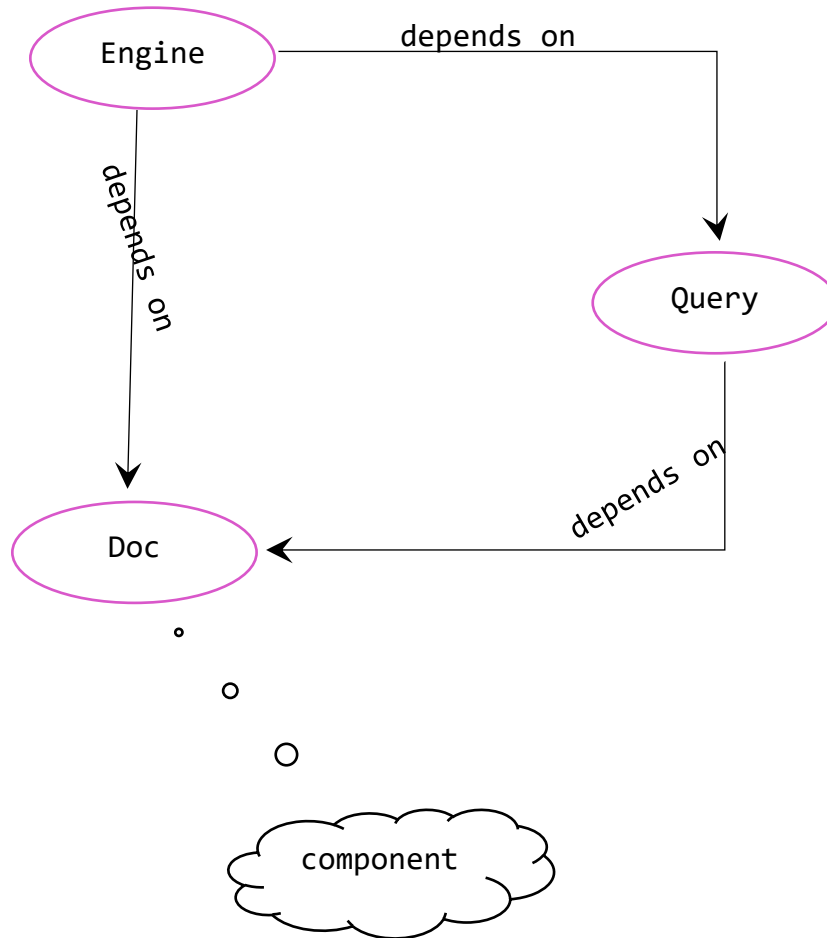 Engine
depends on
depends on
Query
depends on
Doc
component